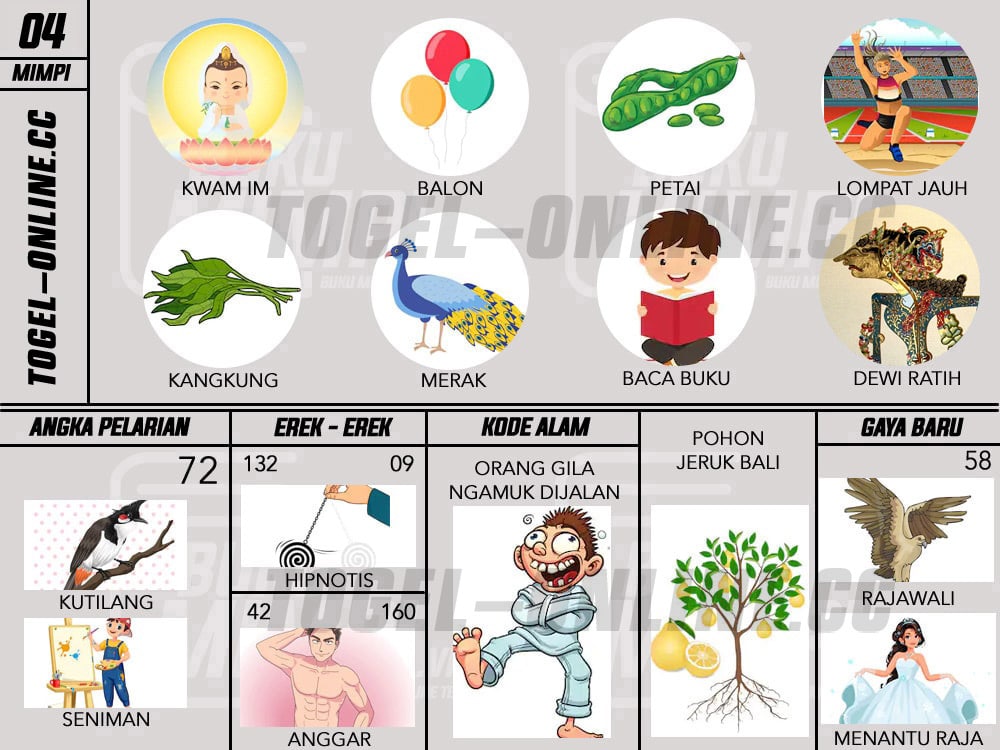 04
MIMPI
TOGEL-ONLINE.CC
KWAM IM
BALON
PETAI
LOMPAT JAUH
TOGEL-ONLINE.CC
KANGKUNG
MERAK
BACA BUKU
DEWI RATIH
ANGKA PELARIAN
72
KUTILANG
SENIMAN
EREK - EREK
132
09
HIPNOTIS
42
160
ANGGAR
KODE ALAM
ORANG GILA
NGAMUK DIJALAN
POHON
JERUK BALI
GAYA BARU
58
RAJAWALI
MENANTU RAJA
TOGEL-ONLINE.CC